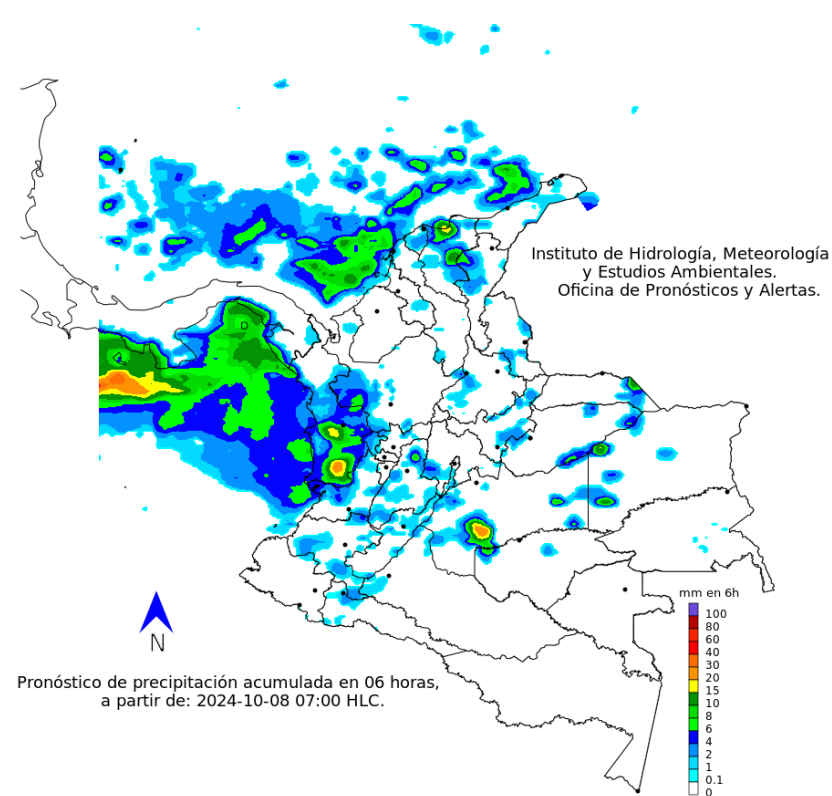 Instituto de Hidrología, Meteorología
y Estudios Ambientales.
Oficina de Pronósticos y Alertas.
mm en 6h
100
80
60
40
30
20
15
10
8
6
4
2
1
0.1
0
N
Pronóstico de precipitación acumulada en 06 horas,
a partir de: 2024-10-08 07:00 HLC.